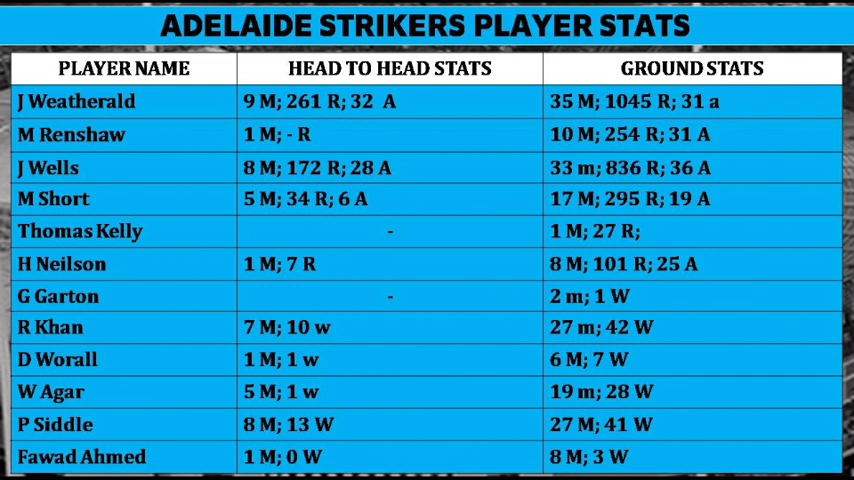 ADELAIDE STRIKERS PLAYER STATS
PLAYER NAME HEAD TO HEAD STATS GROUND STATS
J Weatherald 9 M; 261 R; 32 A 35 M; 1045 R; 31 a
M Renshaw 1 M; - R 10 M; 254 R; 31 A
J Wells 8 M; 172 R; 28 A 33 m; 836 R; 36 A
M Short 5 M; 34 R; 6 A 17 M; 295 R; 19 A
Thomas Kelly - 1 M; 27 R;
H Neilson 1 M; 7 R 8 M; 101 R; 25 A
G Garton - 2 m; 1 W
R Khan 7 M; 10 w 27 m; 42 W
D Worall 1 M; 1 w 6 M; 7 W
W Agar 5 M; 1 w 19 m; 28 W
P Siddle 8 M; 13 W 27 M; 41 W
Fawad Ahmed 1 M; 0 W 8 M; 3 W